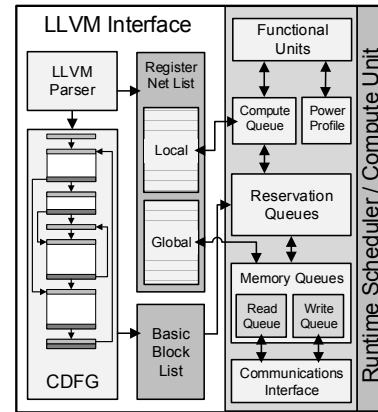 LLVM Interface
LLVM
Parser
CDFG
Register
Net List
Local
Global
Basic
Block
List
Functional
Units
Compute
Queue
Power
Profile
Reservation
Queues
Memory Queues
Read
Queue
Write
Queue
Communications
Interface
Runtime Scheduler / Compute Unit